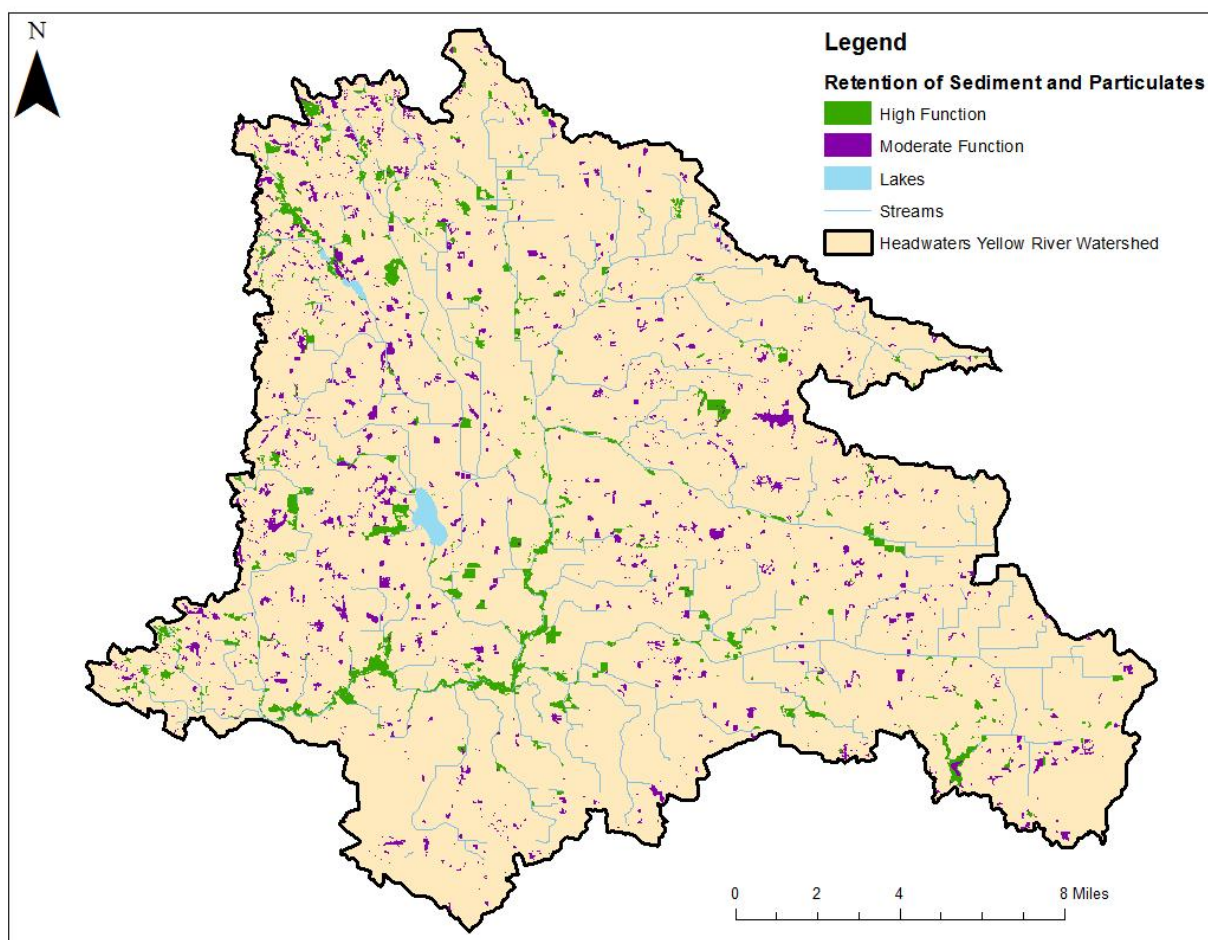 N
Legend
Retention of Sediment and Particulates
High Function
Moderate Function
Lakes
Streams
Headwaters Yellow River Watershed
0 2 4 8 Miles